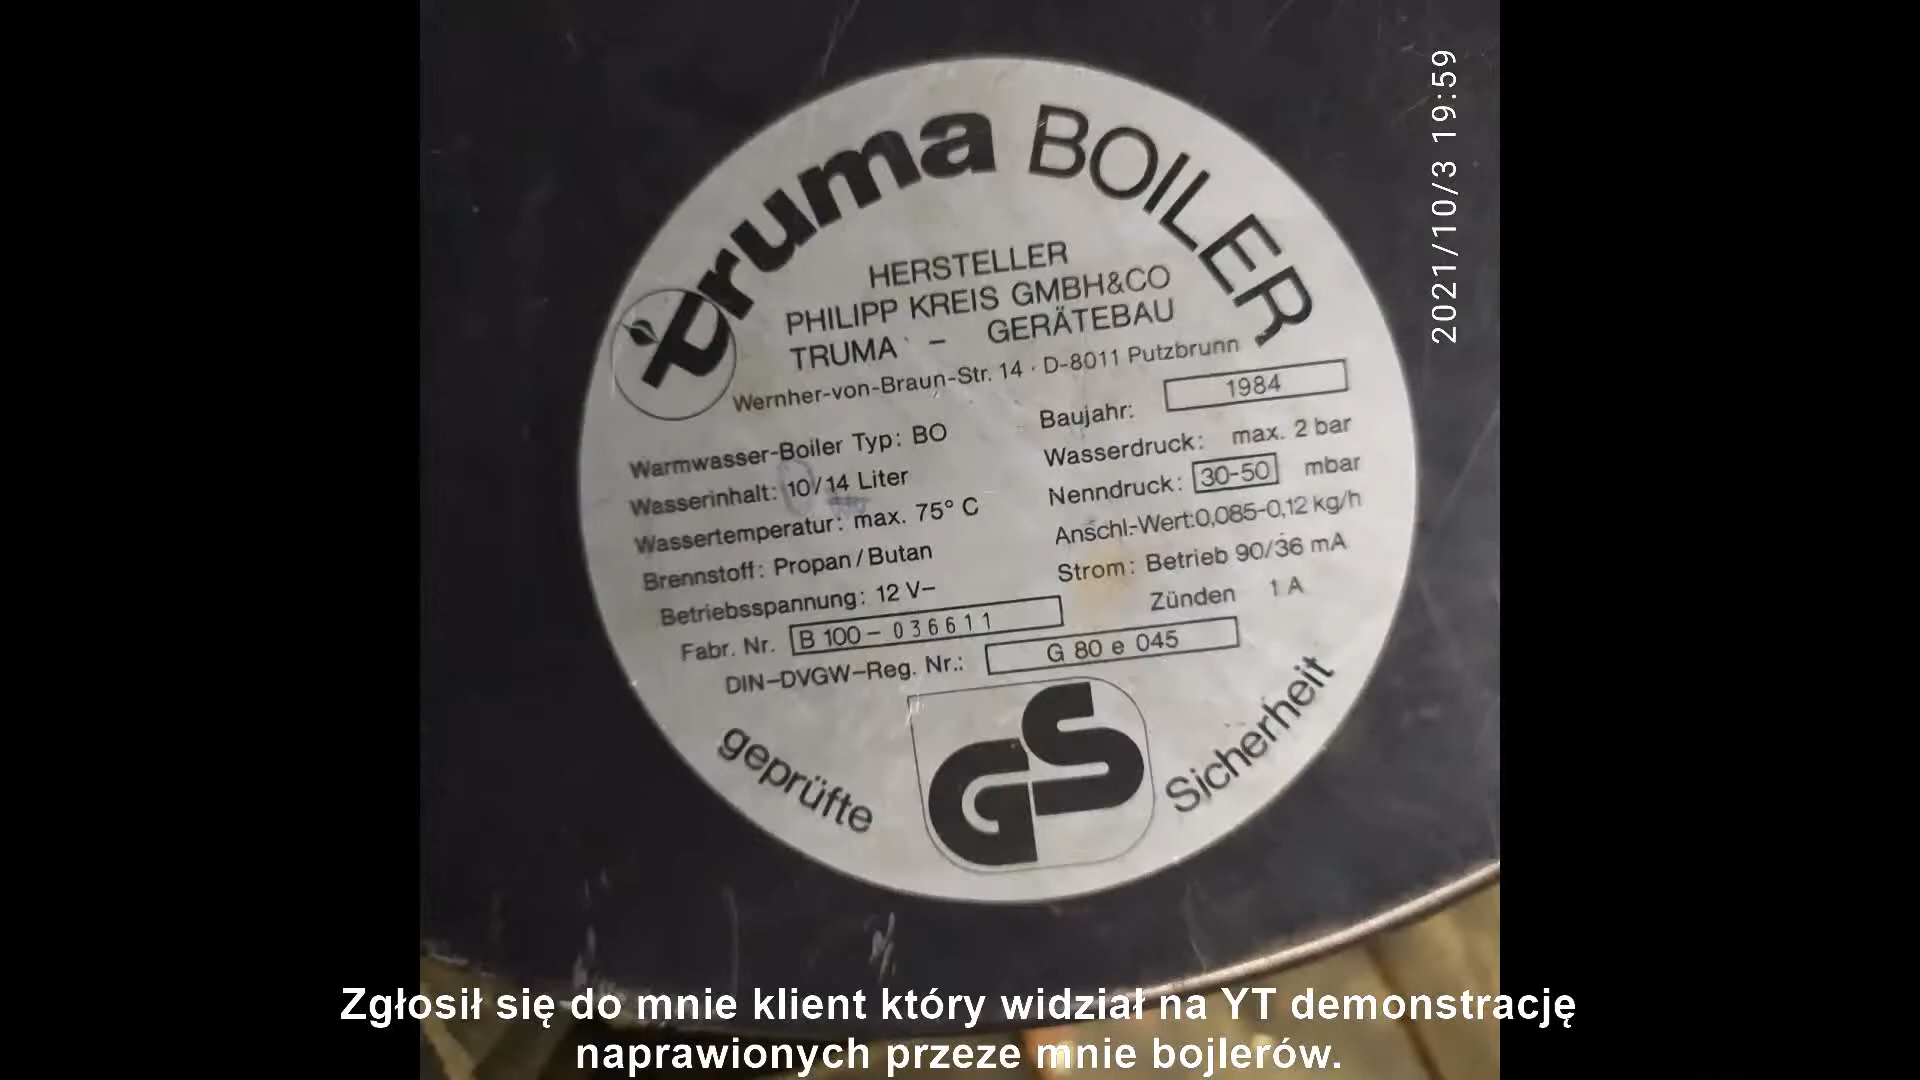 truma BOILER
HERSTELLER
PHILIPP KREIS GMBH&CO
TRUMA - GERÄTEBAU
Wernher-von-Braun-Str. 14 · D-8011 Putzbrunn
Baujahr: 1984
Warmwasser-Boiler Typ: BO
Wasserdruck: max. 2 bar
Wasserinhalt: 10/14 Liter
Nenndruck: 30-50 mbar
Wassertemperatur: max. 75° C
Anschl.-Wert:0,085-0,12 kg/h
Brennstoff: Propan/Butan
Strom: Betrieb 90/36 mA
Betriebsspannung: 12 V-
Zünden 1 A
Fabr. Nr. B 100 - 036611
DIN-DVGW-Reg. Nr.: G 80 e 045
geprüfte GS Sicherheit
2021/10/3 19:59
Zgłosił się do mnie klient który widział na YT demonstrację
naprawionych przeze mnie bojlerów.